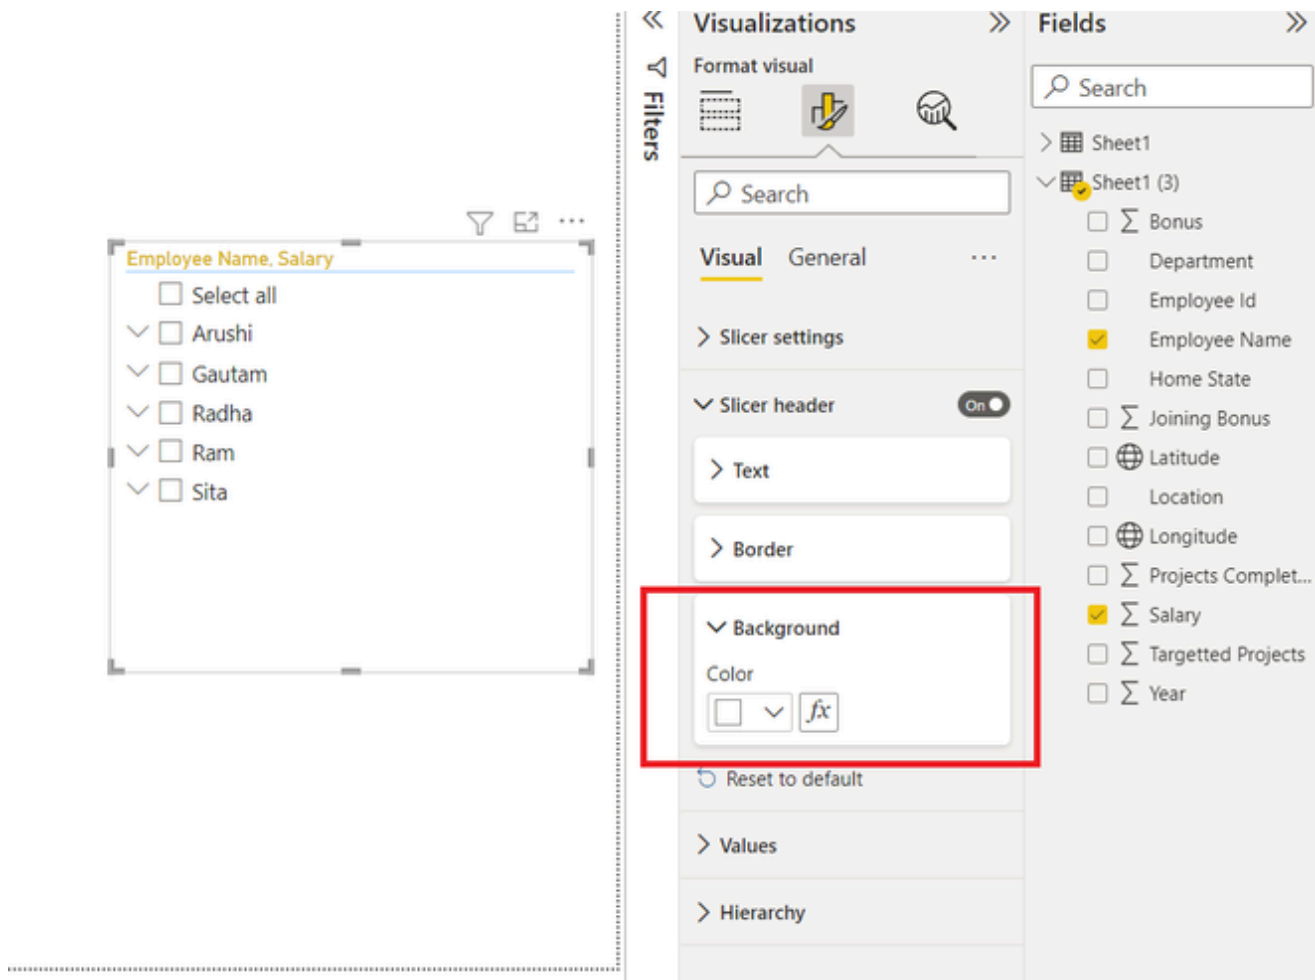 Employee Name, Salary
Select all
Arushi
Gautam
Radha
Ram
Sita
Filters
Visualizations
Format visual
Search
Visual General ...
Slicer settings
Slicer header On
Text
Border
Background
Color
fx
Reset to default
Values
Hierarchy
Fields
Search
Sheet1
Sheet1 (3)
Σ Bonus
Department
Employee Id
Employee Name
Home State
Σ Joining Bonus
Latitude
Location
Longitude
Σ Projects Complet...
Σ Salary
Σ Targetted Projects
Σ Year